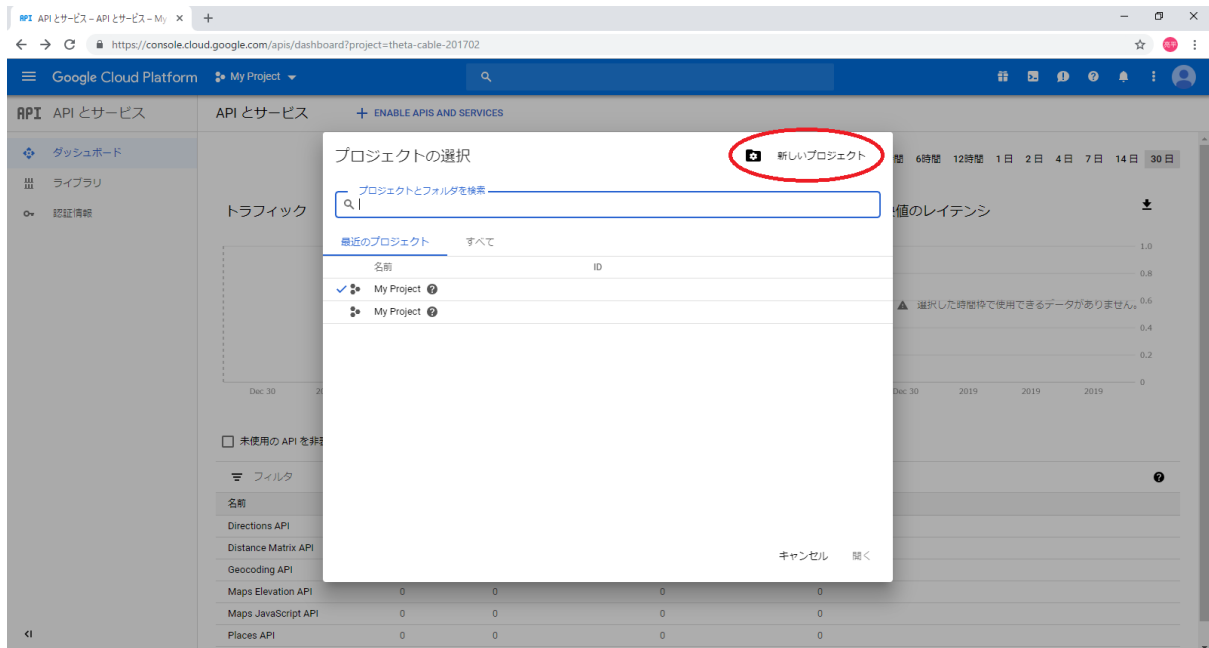 API APIとサービス – APIとサービス – My
https://console.cloud.google.com/apis/dashboard?project=theta-cable-201702
Google Cloud Platform My Project
API APIとサービス
APIとサービス + ENABLE APIS AND SERVICES
ダッシュボード
ライブラリ
認証情報
プロジェクトの選択
新しいプロジェクト
6時間 12時間 1日 2日 4日 7日 14日 30日
プロジェクトとフォルダを検索
トラフィック
値のレイテンシ
最近のプロジェクト すべて
名前 ID
My Project
My Project
1.0
0.8
選択した時間枠で使用できるデータがありません。
0.6
0.4
0.2
0
Dec 30
Dec 30 2019 2019 2019
未使用の API を非
フィルタ
名前
Directions API
Distance Matrix API
Geocoding API
キャンセル 開く
Maps Elevation API 0 0 0 0
Maps JavaScript API 0 0 0 0
Places API 0 0 0 0